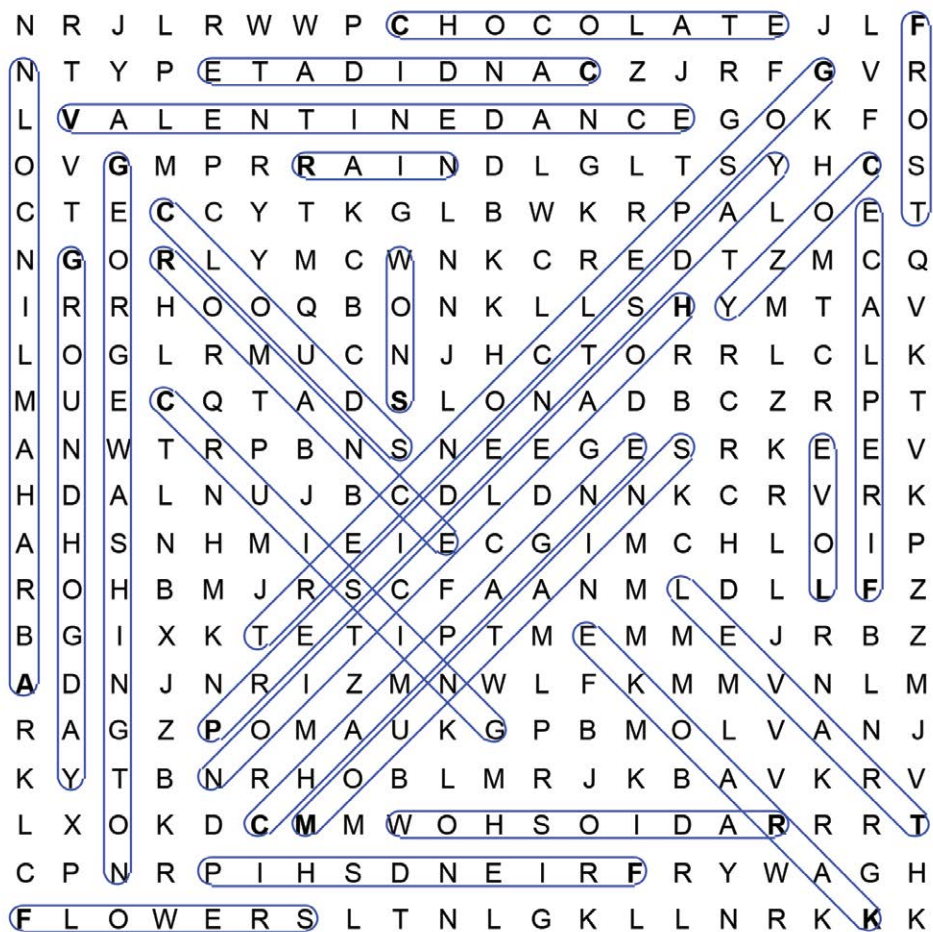 N R J L R W W P C H O C O L A T E J L F
N T Y P E T A D I D N A C Z J R F G V R
L V A L E N T I N E D A N C E G O K F O
O V G M P R R A I N D L G L T S Y H C S
C T E C C Y T K G L B W K R P A L O E T
N G O R L Y M C W N K C R E D T Z M C Q
I R R H O O Q B O N K L L S H Y M T A V
L O G L R M U C N J H C T O R R L C L K
M U E C Q T A D S L O N A D B C Z R P T
A N W T R P B N S N E E G E S R K E E V
H D A L N U J B C D L D N N K C R V R K
A H S N H M I E I E C G I M C H L O I P
R O H B M J R S C F A A N M L D L L F Z
B G I X K T E T I P T M E M M E J R B Z
A D N J N R I Z M N W L F K M M V N L M
R A G Z P O M A U K G P B M O L V A N J
K Y T B N R H O B L M R J K B A V K R V
L X O K D C M M W O H S O I D A R R R T
C P N R P I H S D N E I R F R Y W A G H
F L O W E R S L T N L G K L L N R K K K